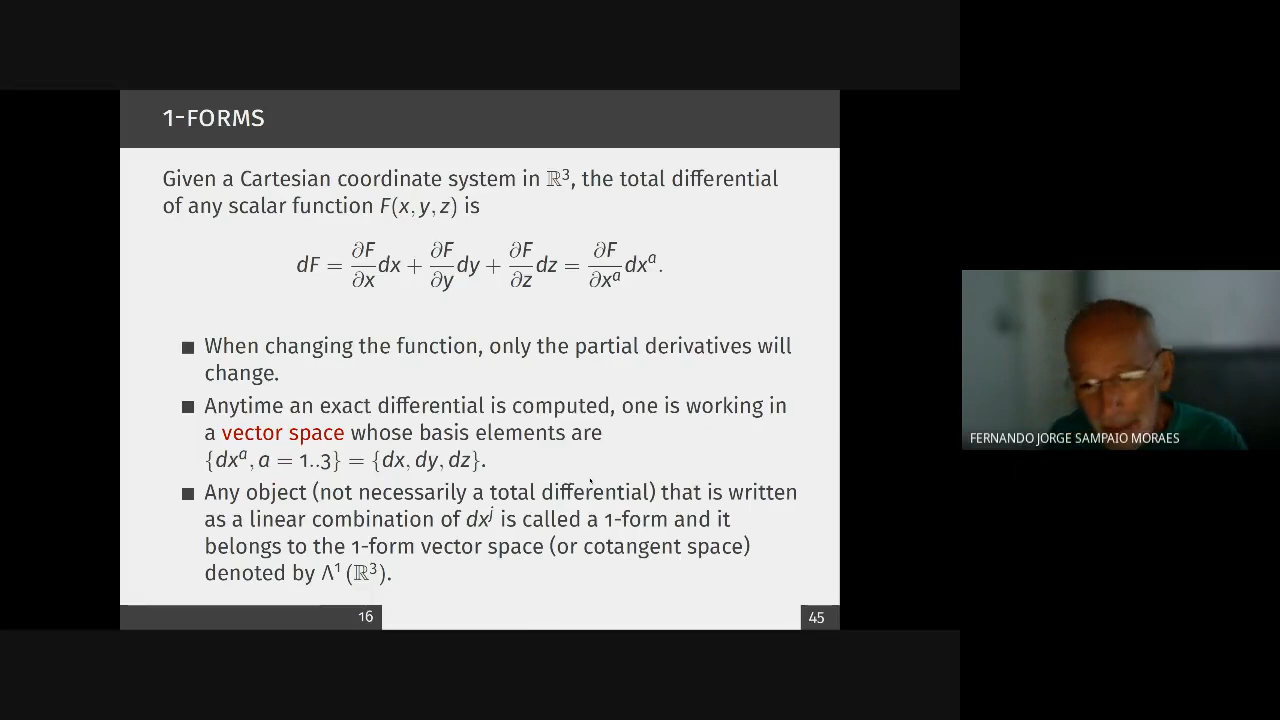 1-FORMS
Given a Cartesian coordinate system in ℝ³, the total differential
of any scalar function F(x, y, z) is
dF = ∂F/∂x dx + ∂F/∂y dy + ∂F/∂z dz = ∂F/∂xᵃ dxᵃ.
■ When changing the function, only the partial derivatives will
change.
■ Anytime an exact differential is computed, one is working in
a vector space whose basis elements are
{dxᵃ, a = 1..3} = {dx, dy, dz}.
■ Any object (not necessarily a total differential) that is written
as a linear combination of dxʲ is called a 1-form and it
belongs to the 1-form vector space (or cotangent space)
denoted by Λ¹(ℝ³).
16
45
FERNANDO JORGE SAMPAIO MORAES